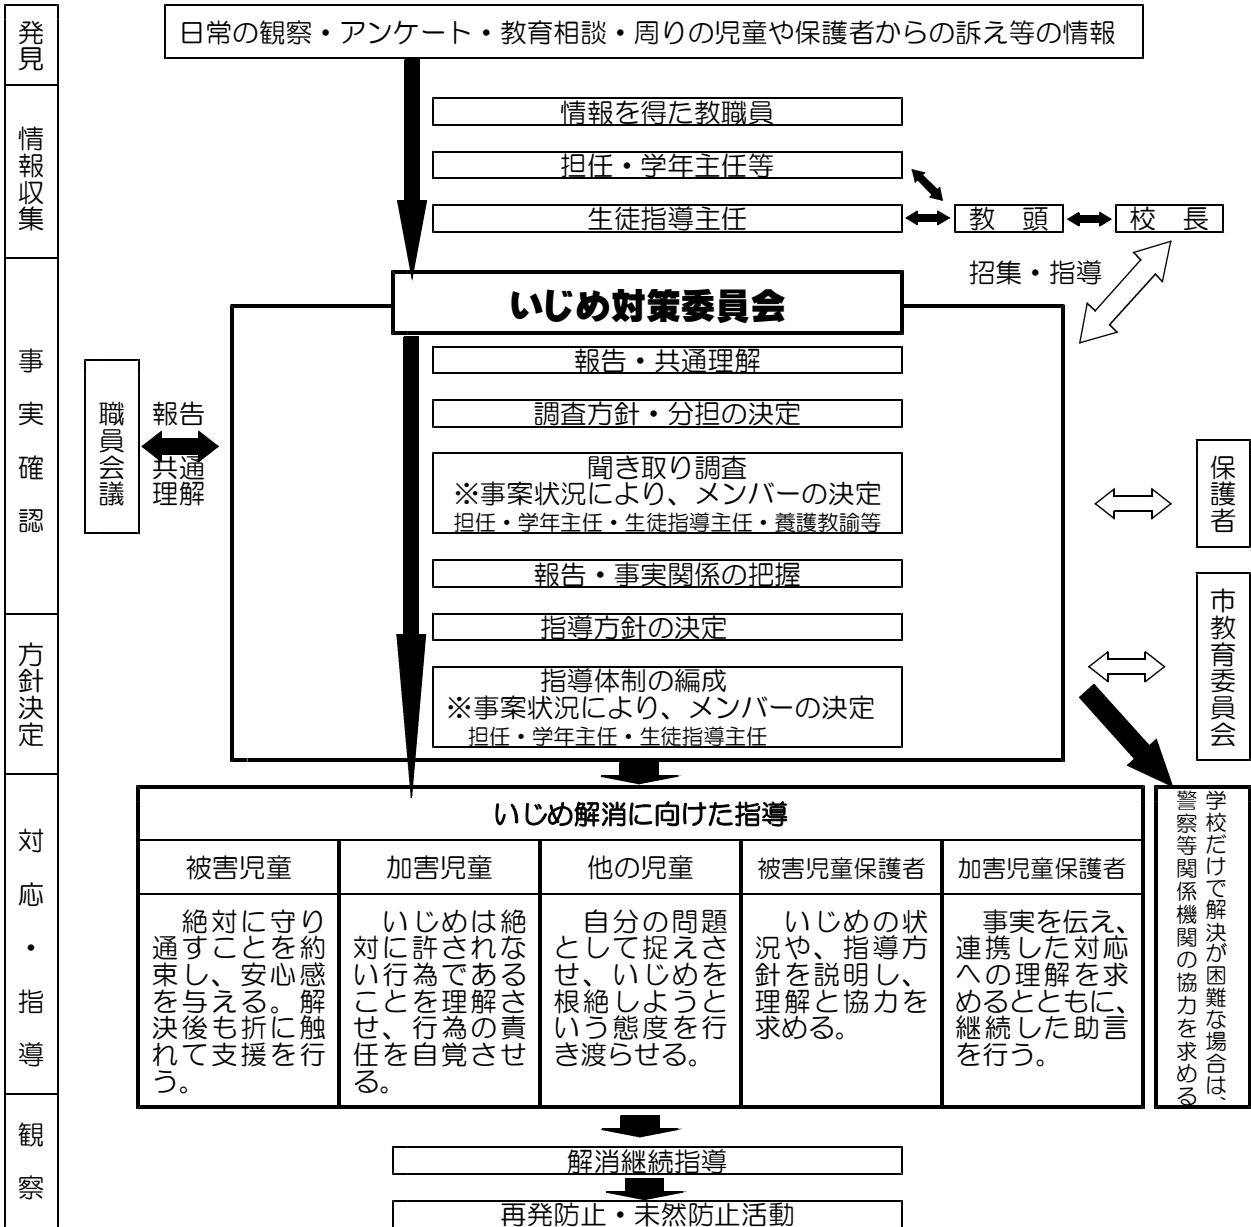 発見
日常の観察・アンケート・教育相談・周りの児童や保護者からの訴え等の情報
情報収集
情報を得た教職員
担任・学年主任等
生徒指導主任
教　頭
校　長
招集・指導
事実確認
いじめ対策委員会
報告・共通理解
調査方針・分担の決定
聞き取り調査
※事案状況により、メンバーの決定
担任・学年主任・生徒指導主任・養護教諭等
報告・事実関係の把握
職員会議
報告
共通
理解
保護者
方針決定
指導方針の決定
指導体制の編成
※事案状況により、メンバーの決定
担任・学年主任・生徒指導主任
市教育委員会
対応・指導
いじめ解消に向けた指導
被害児童
加害児童
他の児童
被害児童保護者
加害児童保護者
絶対に守り
通すことを約
束し、安心感
を与える。解
決後も折に触
れて支援を行
う。
いじめは絶
対に許されな
い行為である
ことを理解さ
せ、行為の責
任を自覚させ
る。
自分の問題
として捉えさ
せ、いじめを
根絶しようと
いう態度を行
き渡らせる。
いじめの状
況や、指導方
針を説明し、
理解と協力を
求める。
事実を伝え、
連携した対応
への理解を求
めるとともに、
継続した助言
を行う。
学校だけで解決が困難な場合は、
警察等関係機関の協力を求める
観察
解消継続指導
再発防止・未然防止活動